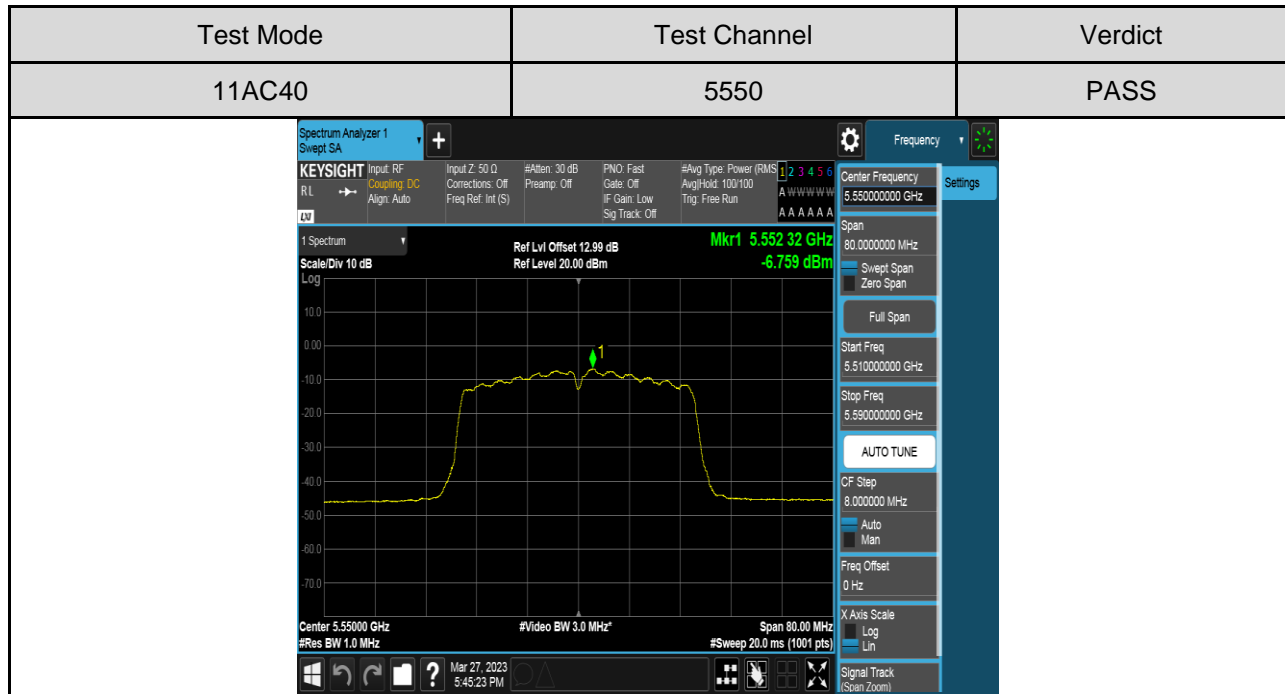 Test Mode Test Channel Verdict
11AC40 5550 PASS
Spectrum Analyzer 1
Swept SA
+
Frequency
KEYSIGHT Input: RF Input Z: 50 Ω #Atten: 30 dB PNO: Fast #Avg Type: Power (RMS 1 2 3 4 5 6
RL Coupling: DC Corrections: Off Preamp: Off Gate: Off Avg|Hold: 100/100 A W W W W W
Align: Auto Freq Ref: Int (S) IF Gain: Low Trig: Free Run
LXI Sig Track: Off A A A A A A
1 Spectrum Ref Lvl Offset 12.99 dB Mkr1 5.552 32 GHz
Scale/Div 10 dB Ref Level 20.00 dBm -6.759 dBm
Log
10.0
0.00
1
-10.0
-20.0
-30.0
-40.0
-50.0
-60.0
-70.0
Center 5.55000 GHz #Video BW 3.0 MHz* Span 80.00 MHz
#Res BW 1.0 MHz #Sweep 20.0 ms (1001 pts)
? Mar 27, 2023
5:45:23 PM
Center Frequency
5.550000000 GHz
Settings
Span
80.0000000 MHz
Swept Span
Zero Span
Full Span
Start Freq
5.510000000 GHz
Stop Freq
5.590000000 GHz
AUTO TUNE
CF Step
8.000000 MHz
Auto
Man
Freq Offset
0 Hz
X Axis Scale
Log
Lin
Signal Track
(Span Zoom)